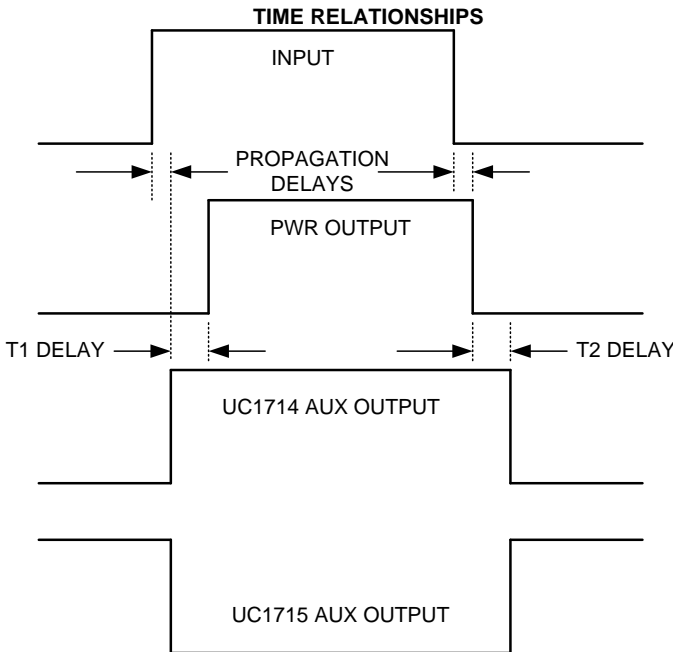 TIME RELATIONSHIPS
INPUT
PROPAGATION
DELAYS
PWR OUTPUT
T1 DELAY
T2 DELAY
UC1714 AUX OUTPUT
UC1715 AUX OUTPUT